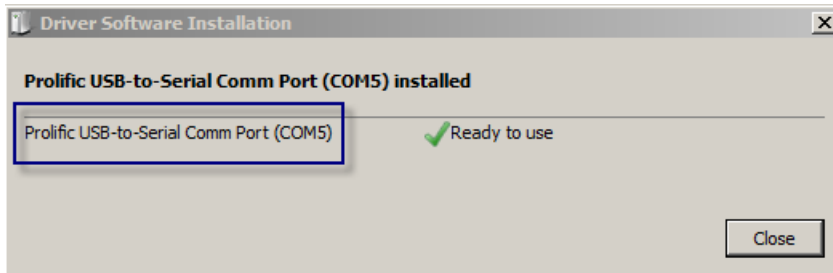 Driver Software Installation
Prolific USB-to-Serial Comm Port (COM5) installed
Prolific USB-to-Serial Comm Port (COM5) Ready to use
Close